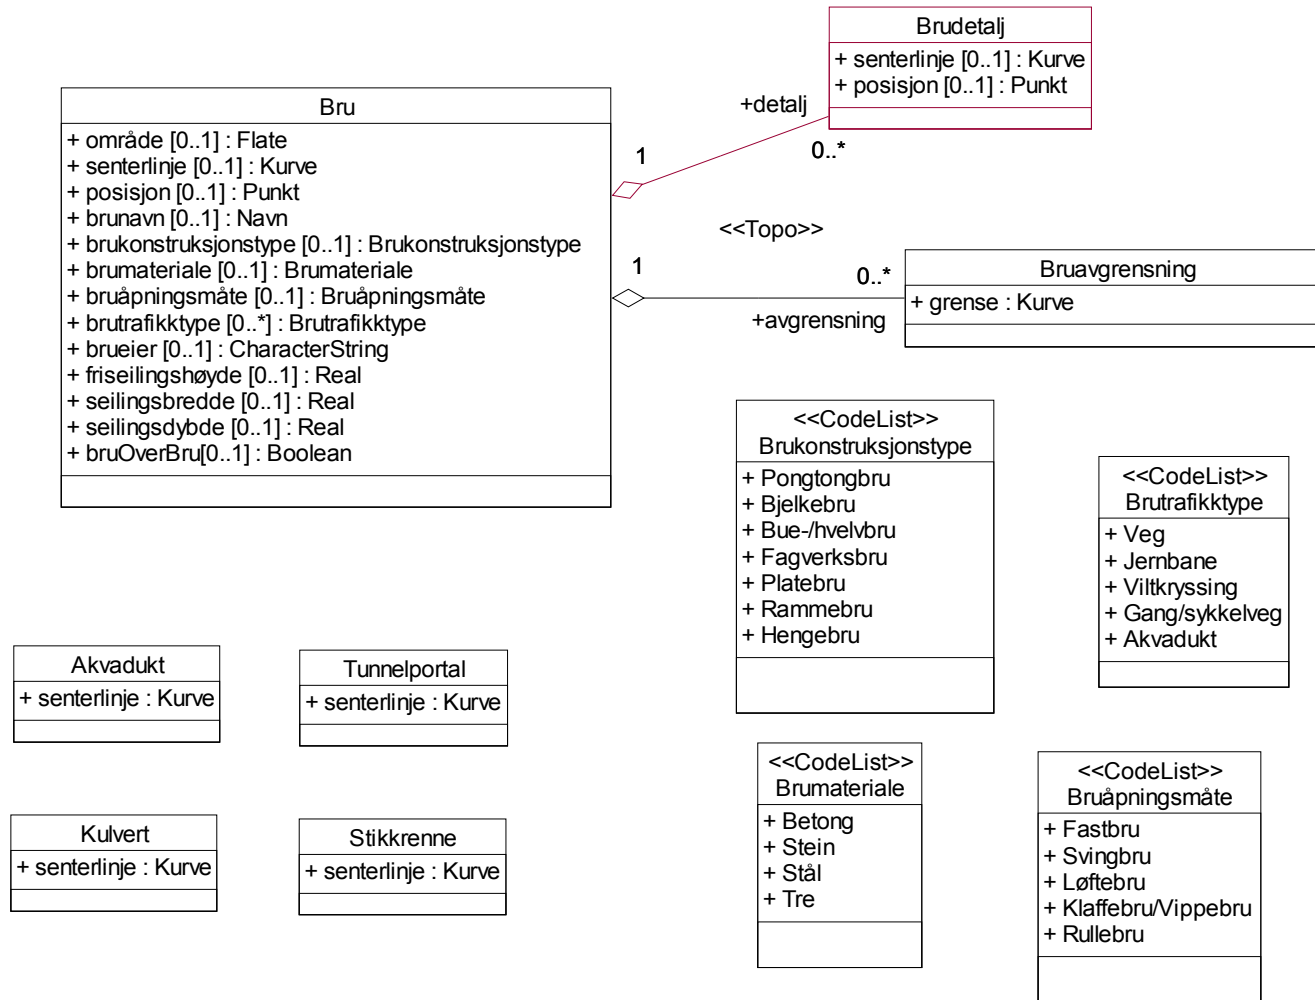 Bru
+ område [0..1] : Flate
+ senterlinje [0..1] : Kurve
+ posisjon [0..1] : Punkt
+ brunavn [0..1] : Navn
+ brukonstruksjonstype [0..1] : Brukonstruksjonstype
+ brumateriale [0..1] : Brumateriale
+ bruåpningsmåte [0..1] : Bruåpningsmåte
+ brutrafikktype [0..*] : Brutrafikktype
+ brueier [0..1] : CharacterString
+ friseilingshøyde [0..1] : Real
+ seilingsbredde [0..1] : Real
+ seilingsdybde [0..1] : Real
+ bruOverBru[0..1] : Boolean
Brudetalj
+ senterlinje [0..1] : Kurve
+ posisjon [0..1] : Punkt
+detalj
1
0..*
<<Topo>>
1
0..*
+avgrensning
Bruavgrensning
+ grense : Kurve
<<CodeList>>
Brukonstruksjonstype
+ Pongtongbru
+ Bjelkebru
+ Bue-/hvelvbru
+ Fagverksbru
+ Platebru
+ Rammebru
+ Hengebru
<<CodeList>>
Brutrafikktype
+ Veg
+ Jernbane
+ Viltkryssing
+ Gang/sykkelveg
+ Akvadukt
Akvadukt
+ senterlinje : Kurve
Tunnelportal
+ senterlinje : Kurve
Kulvert
+ senterlinje : Kurve
Stikkrenne
+ senterlinje : Kurve
<<CodeList>>
Brumateriale
+ Betong
+ Stein
+ Stål
+ Tre
<<CodeList>>
Bruåpningsmåte
+ Fastbru
+ Svingbru
+ Løftebru
+ Klaffebru/Vippebru
+ Rullebru